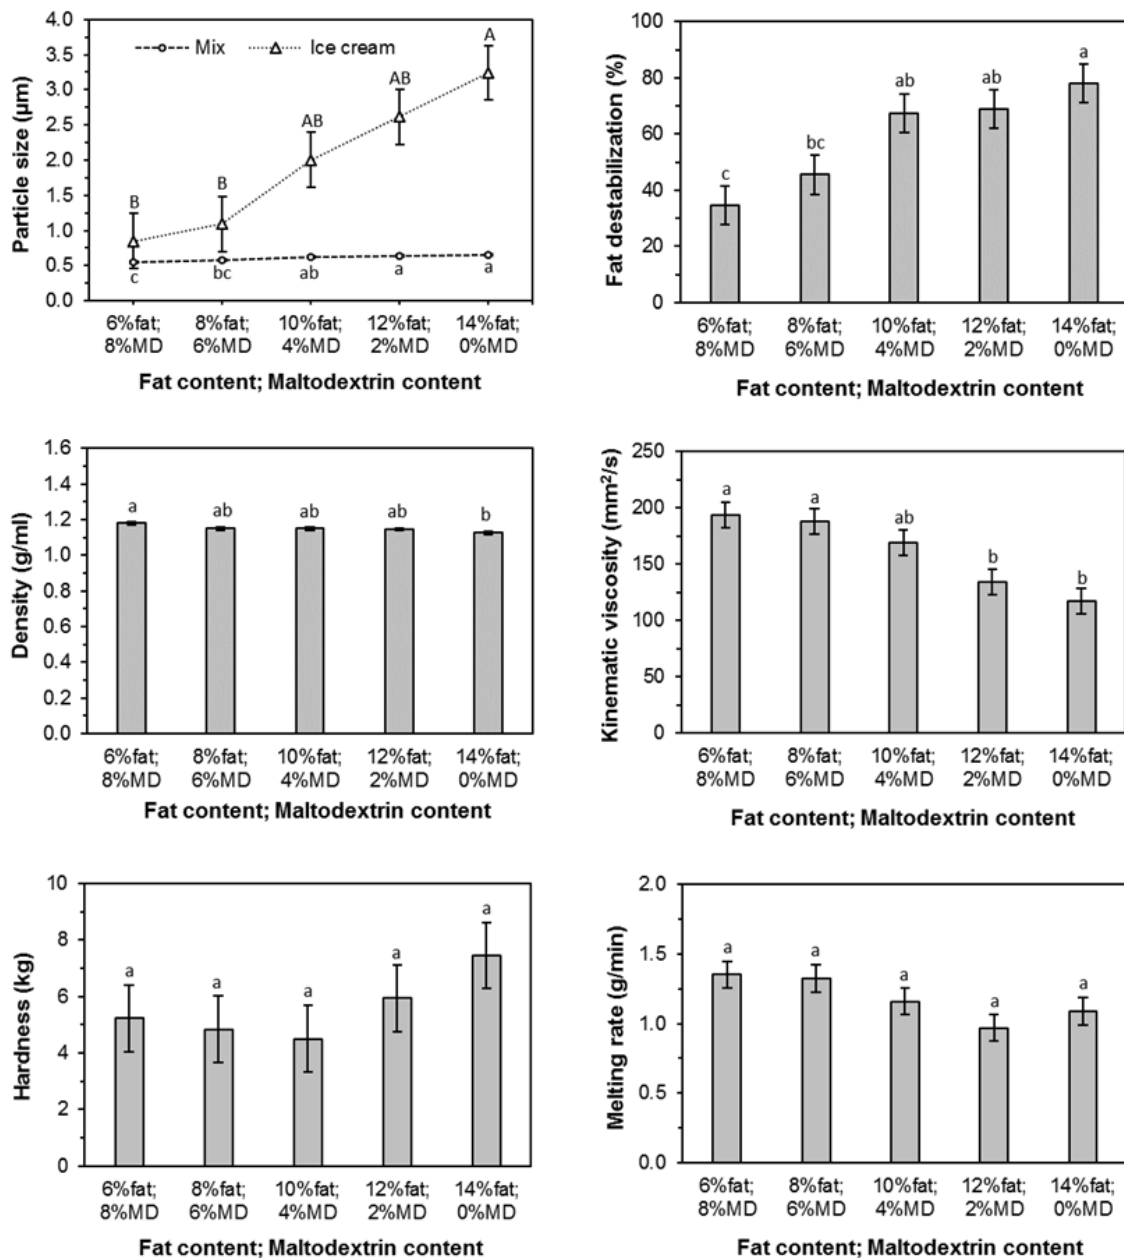 Particle size (µm)
4.0
3.5
3.0
2.5
2.0
1.5
1.0
0.5
0.0
Mix
Ice cream
B
B
AB
AB
A
c
bc
ab
a
a
6%fat; 8%fat; 10%fat; 12%fat; 14%fat;
8%MD 6%MD 4%MD 2%MD 0%MD
Fat content; Maltodextrin content
Fat destabilization (%)
100
80
60
40
20
0
c
bc
ab
ab
a
6%fat; 8%fat; 10%fat; 12%fat; 14%fat;
8%MD 6%MD 4%MD 2%MD 0%MD
Fat content; Maltodextrin content
Density (g/ml)
1.6
1.4
1.2
1.0
0.8
0.6
0.4
0.2
0.0
a
ab
ab
ab
b
6%fat; 8%fat; 10%fat; 12%fat; 14%fat;
8%MD 6%MD 4%MD 2%MD 0%MD
Fat content; Maltodextrin content
Kinematic viscosity (mm²/s)
250
200
150
100
50
0
a
a
ab
b
b
6%fat; 8%fat; 10%fat; 12%fat; 14%fat;
8%MD 6%MD 4%MD 2%MD 0%MD
Fat content; Maltodextrin content
Hardness (kg)
10
8
6
4
2
0
a
a
a
a
a
6%fat; 8%fat; 10%fat; 12%fat; 14%fat;
8%MD 6%MD 4%MD 2%MD 0%MD
Fat content; Maltodextrin content
Melting rate (g/min)
2.0
1.5
1.0
0.5
0.0
a
a
a
a
a
6%fat; 8%fat; 10%fat; 12%fat; 14%fat;
8%MD 6%MD 4%MD 2%MD 0%MD
Fat content; Maltodextrin content